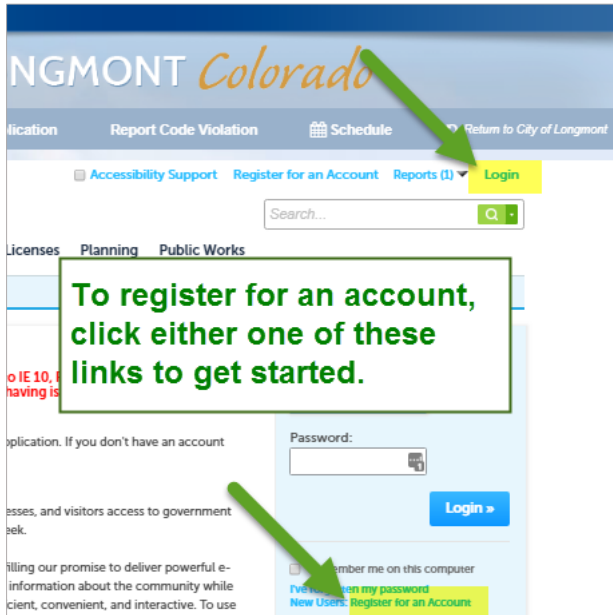 NGMONT Colorado
Report Code Violation Schedule Return to City of Longmont
Accessibility Support Register for an Account Reports (1) Login
Search...
Licenses Planning Public Works
To register for an account,
click either one of these
links to get started.
o IE 10,
having is
pplication. If you don't have an account
Password:
esses, and visitors access to government
eek.
Login »
illing our promise to deliver powerful e-
information about the community while
cient, convenient, and interactive. To use
me on this computer
my password
New Users: Register for an Account